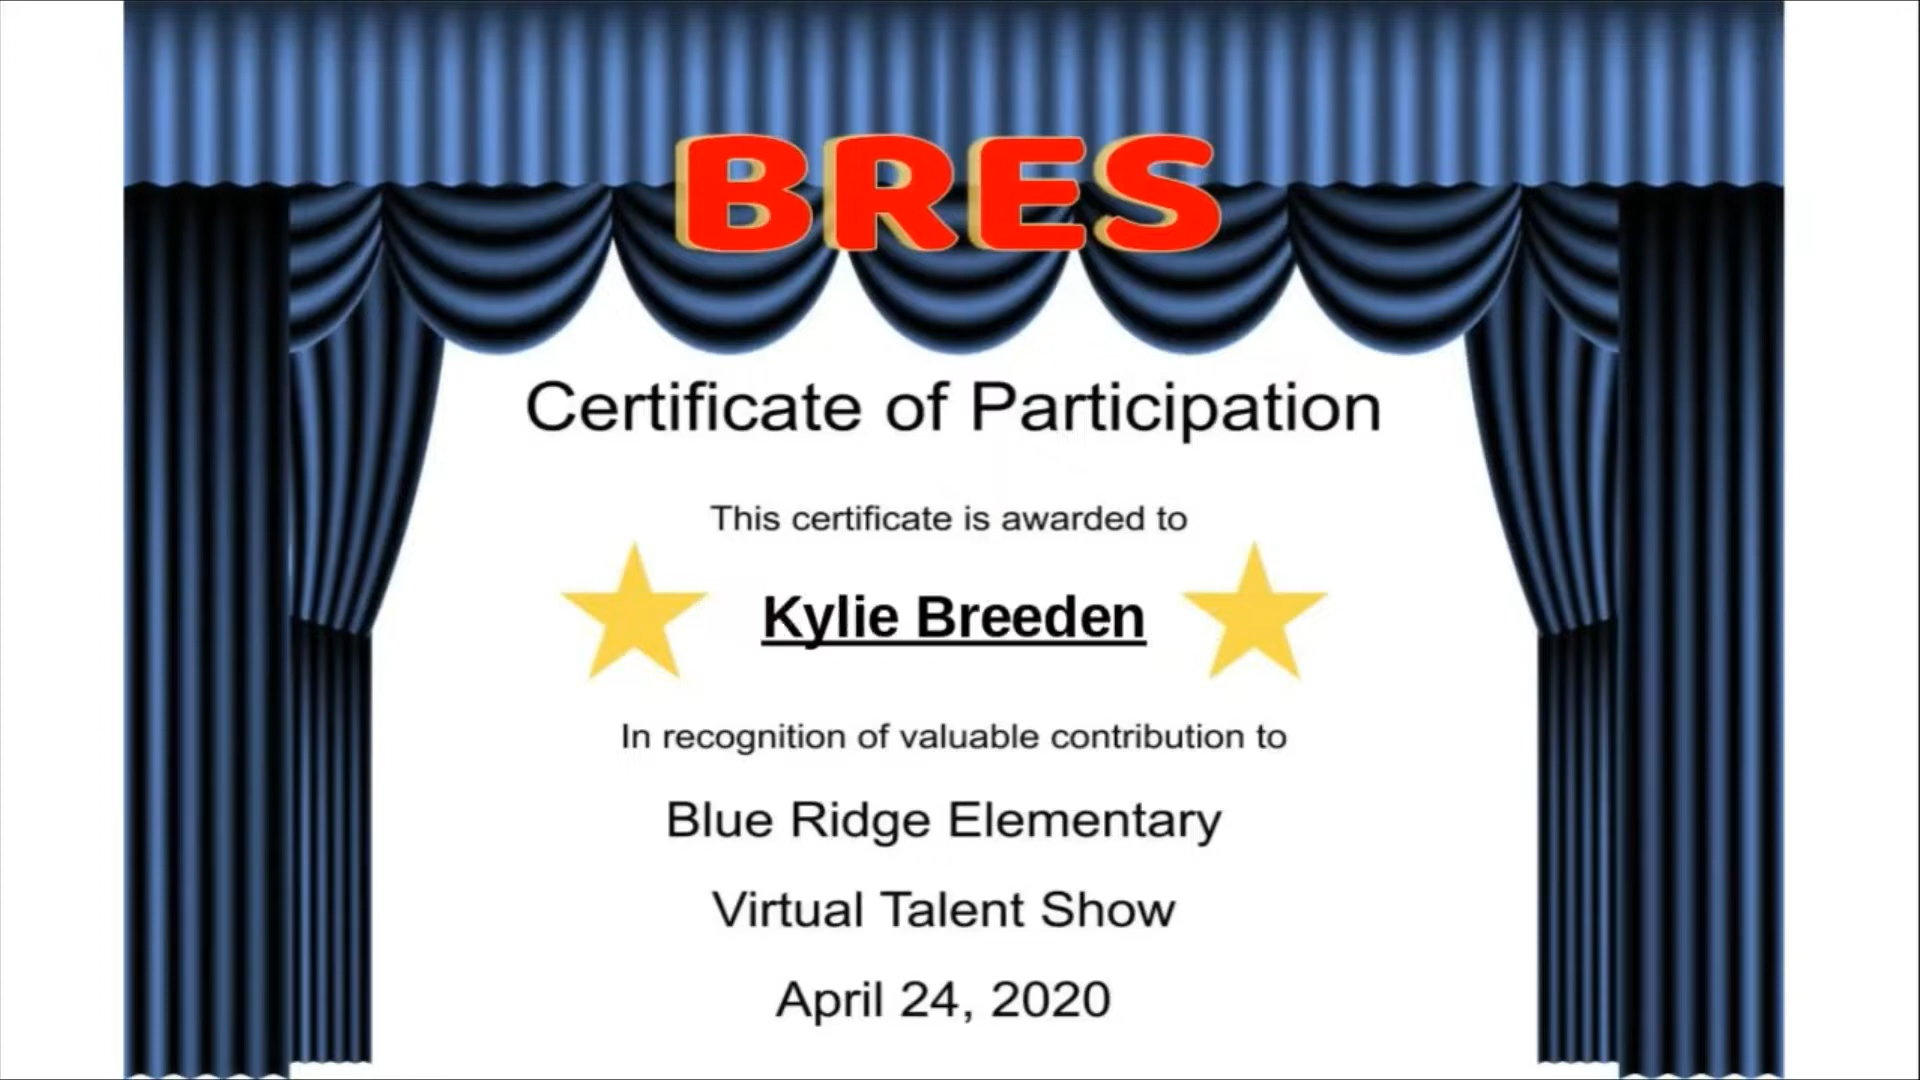 BRES
Certificate of Participation
This certificate is awarded to
Kylie Breeden
In recognition of valuable contribution to
Blue Ridge Elementary
Virtual Talent Show
April 24, 2020